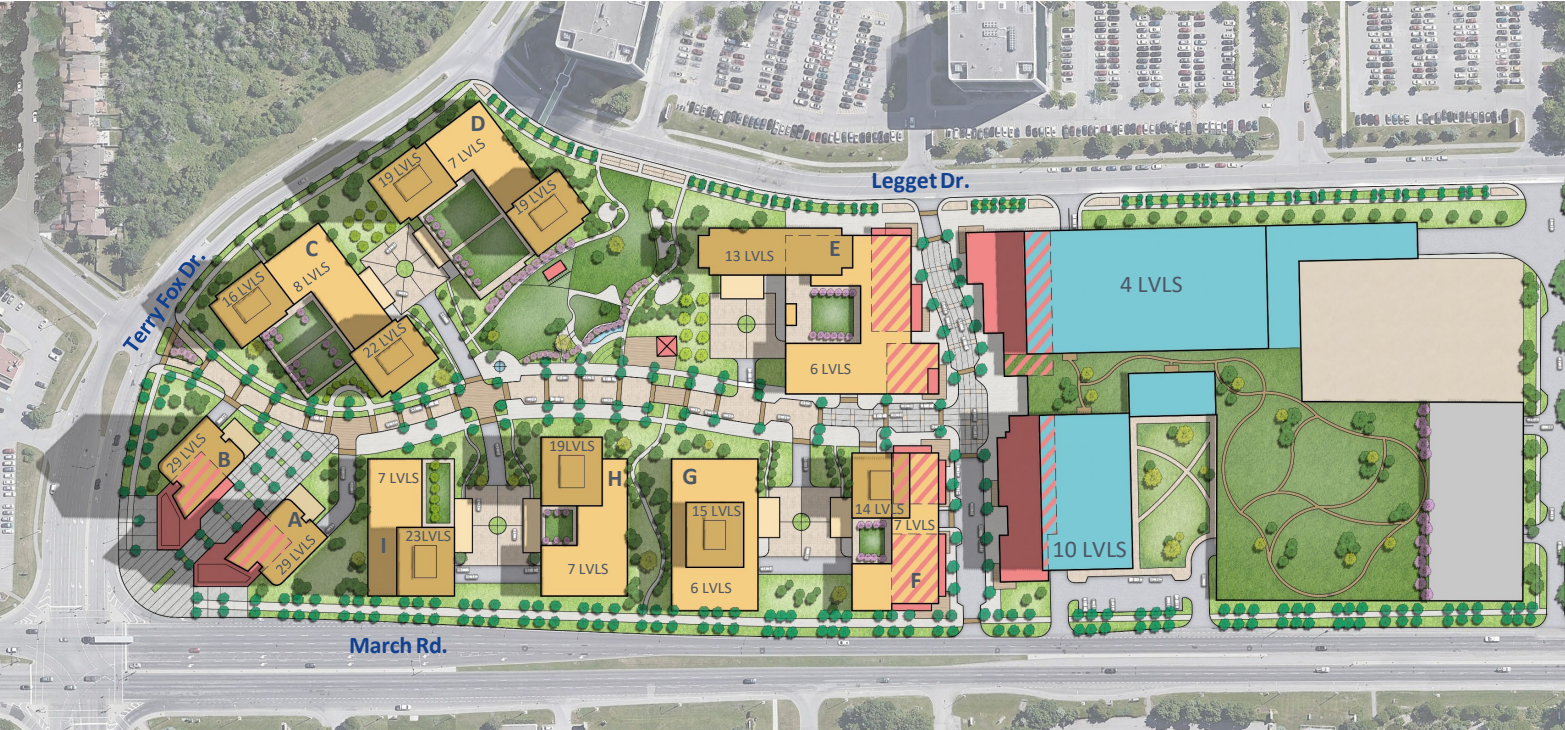 Legget Dr.
D
7 LVLS
19 LVLS
19 LVLS
C
8 LVLS
16 LVLS
22 LVLS
Terry Fox Dr.
E
13 LVLS
6 LVLS
4 LVLS
29 LVLS
B
A
29 LVLS
7 LVLS
I
23LVLS
19LVLS
H
7 LVLS
G
15 LVLS
6 LVLS
14 LVLS
7 LVLS
F
10 LVLS
March Rd.